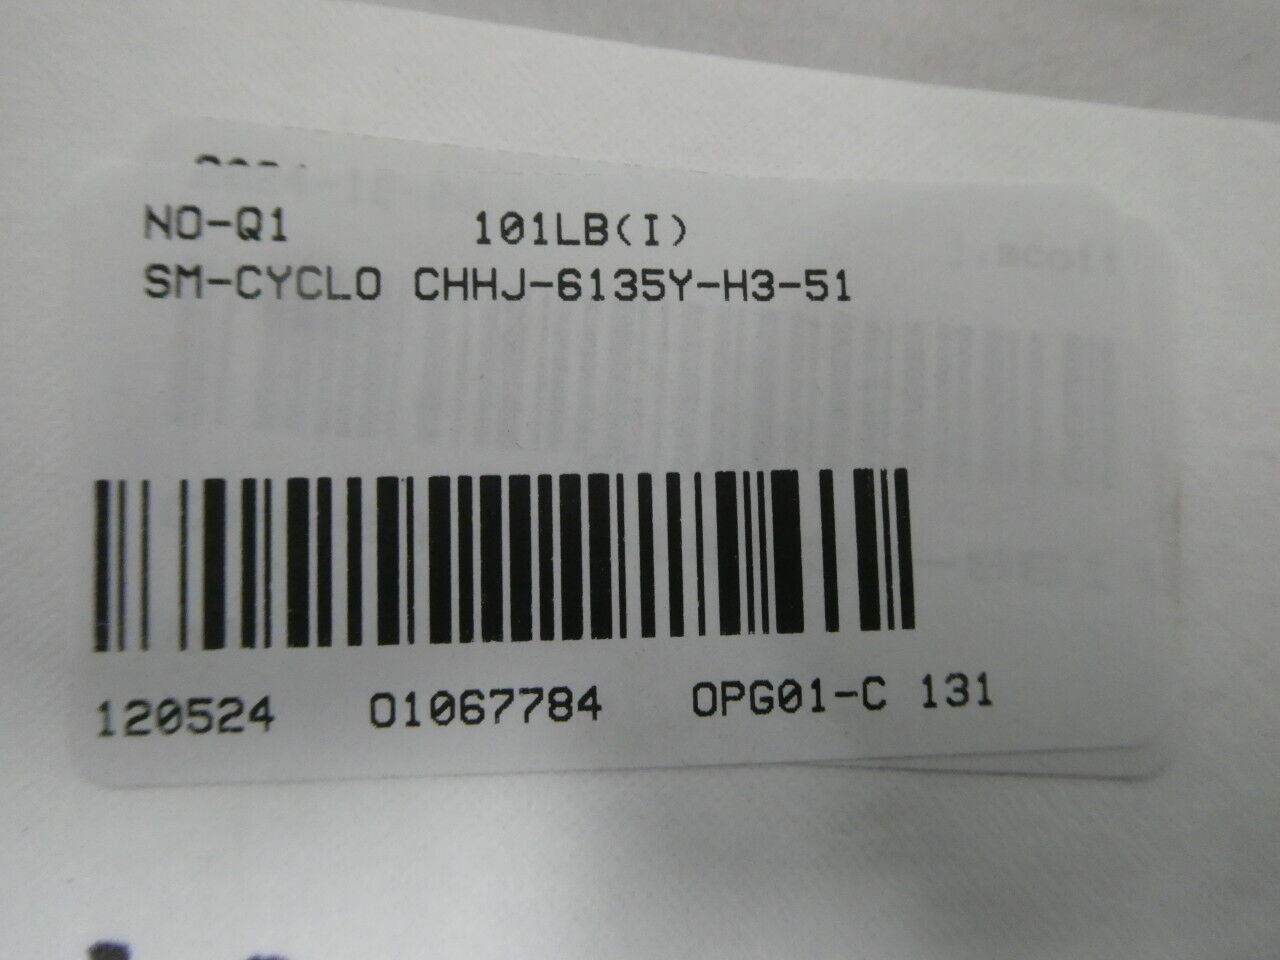 NO-Q1 101LB(I)
SM-CYCLO CHHJ-6135Y-H3-51
120524 01067784 OPG01-C 131